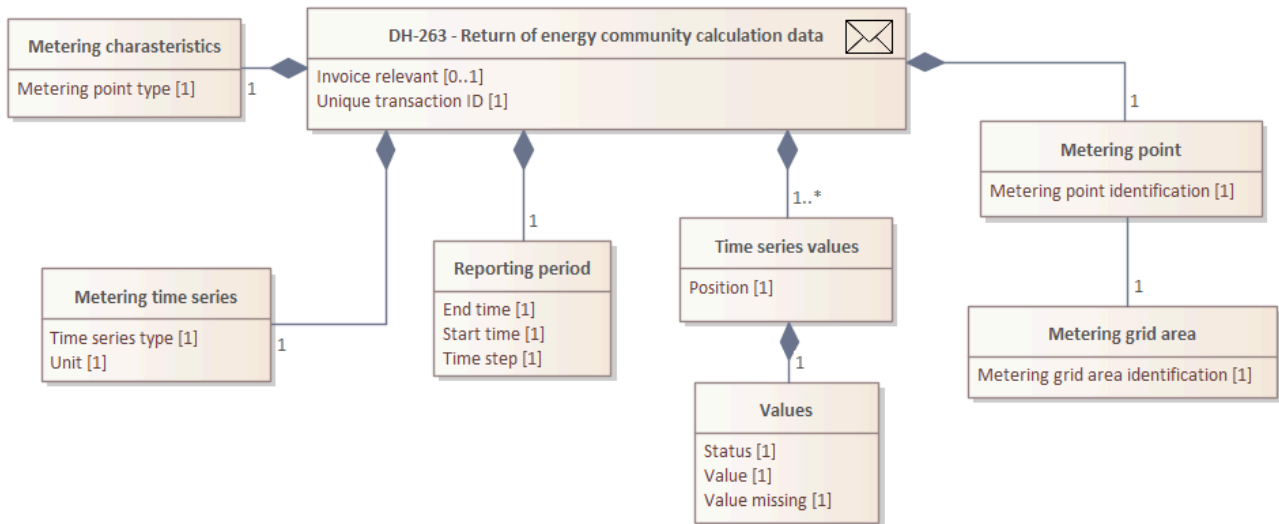 DH-263 - Return of energy community calculation data
Invoice relevant [0..1]
Unique transaction ID [1]
Metering charasteristics
Metering point type [1]
1
1
Metering point
Metering point identification [1]
1
Metering grid area
Metering grid area identification [1]
1..*
Time series values
Position [1]
1
Values
Status [1]
Value [1]
Value missing [1]
1
Reporting period
End time [1]
Start time [1]
Time step [1]
Metering time series
Time series type [1]
Unit [1]
1